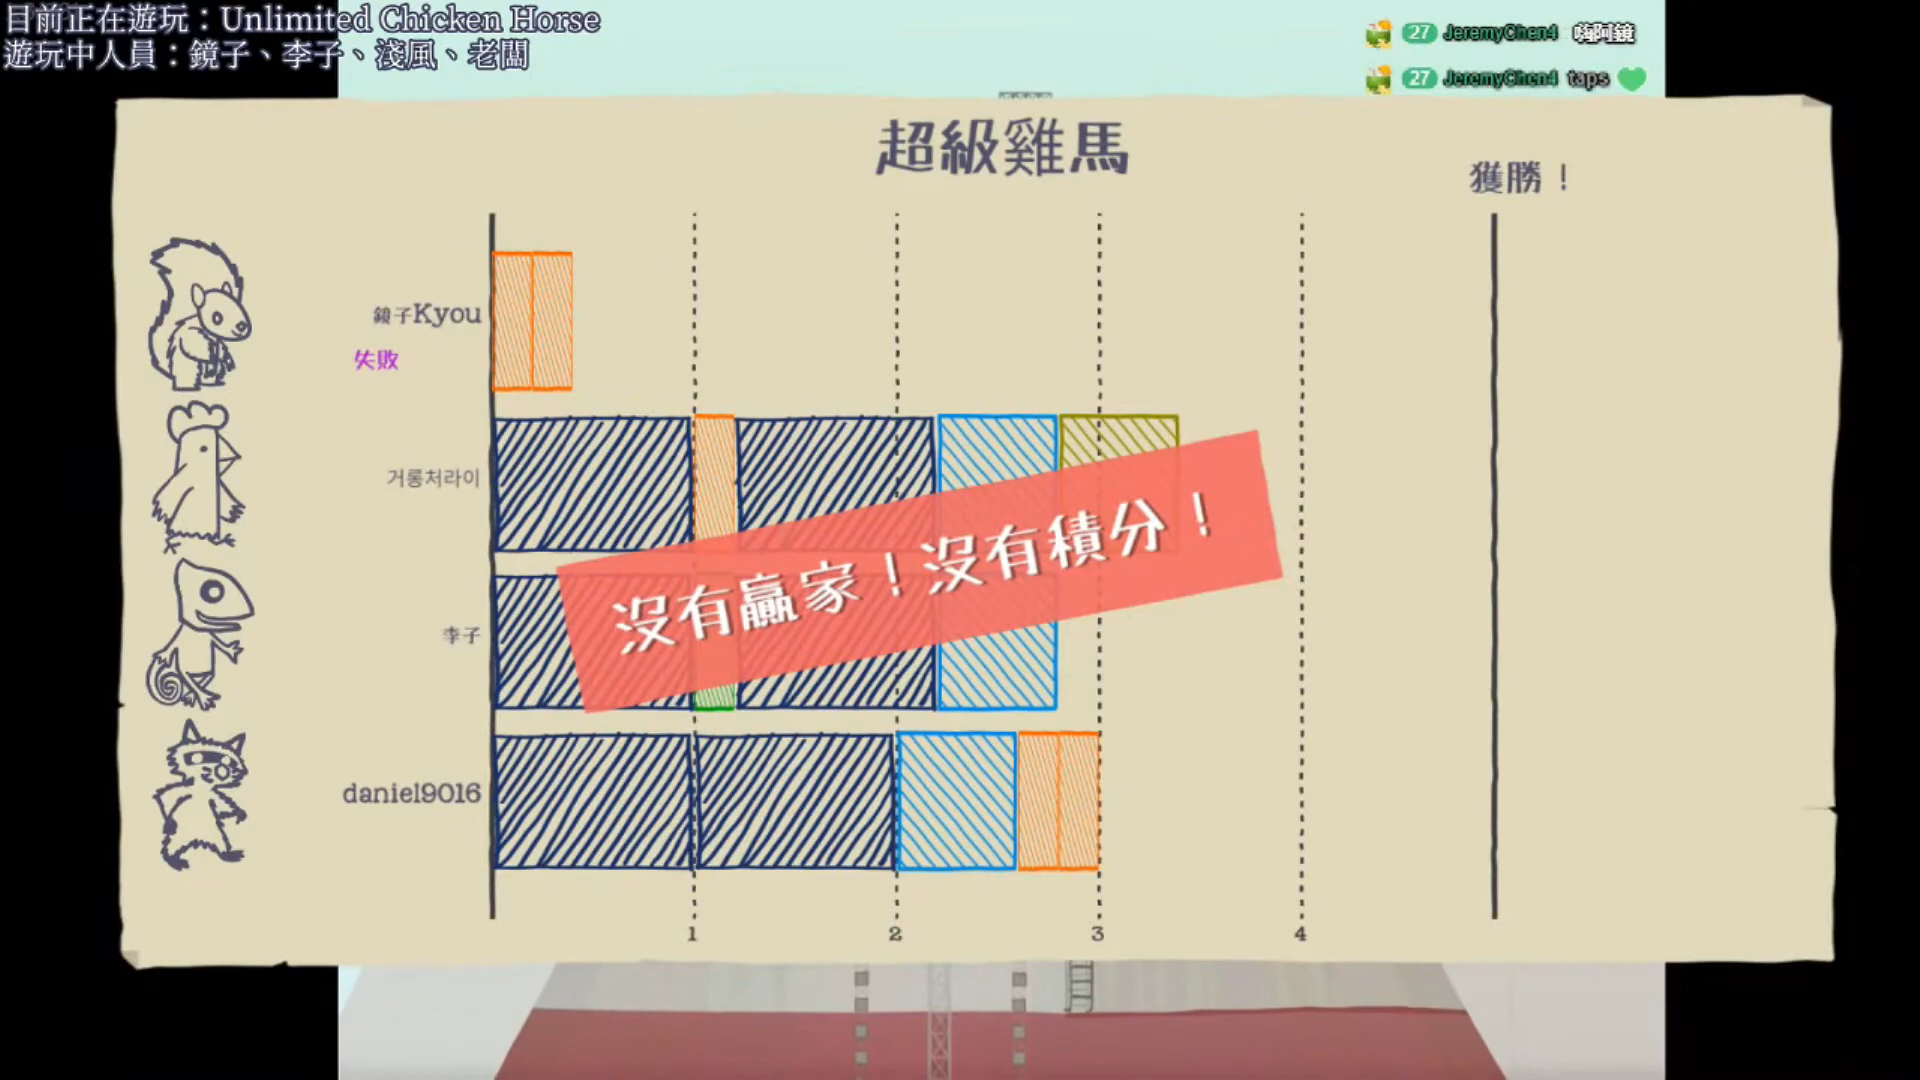 目前正在遊玩：Unlimited Chicken Horse
遊玩中人員：鏡子、李子、淺風、老闆
27 JeremyChen4 嗨阿鏡
27 JeremyChen4 taps
超級雞馬
獲勝！
鏡子Kyou
失敗
거롱처라이
沒有贏家！沒有積分！
李子
daniel9016
1 2 3 4